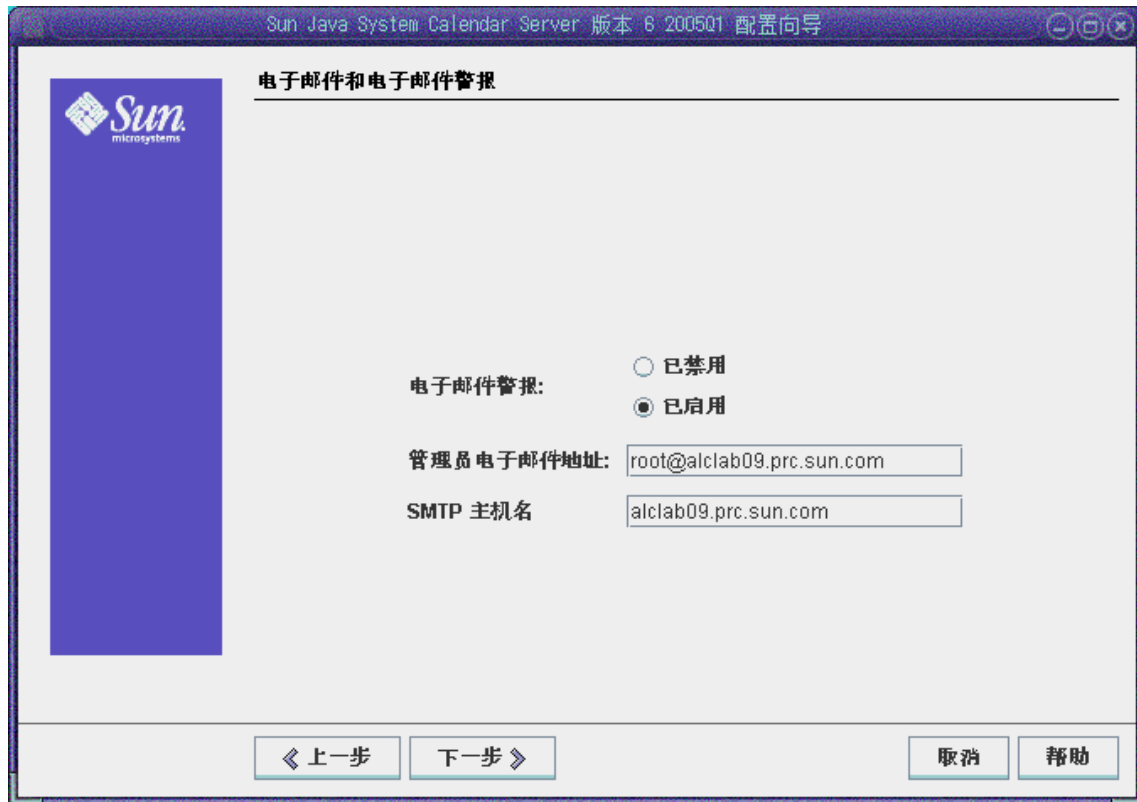 Sun Java System Calendar Server 版本 6 2005Q1 配置向导
电子邮件和电子邮件警报
Sun
microsystems
电子邮件警报:
已禁用
已启用
管理员电子邮件地址: root@alclab09.prc.sun.com
SMTP 主机名 alclab09.prc.sun.com
上一步 下一步 取消 帮助